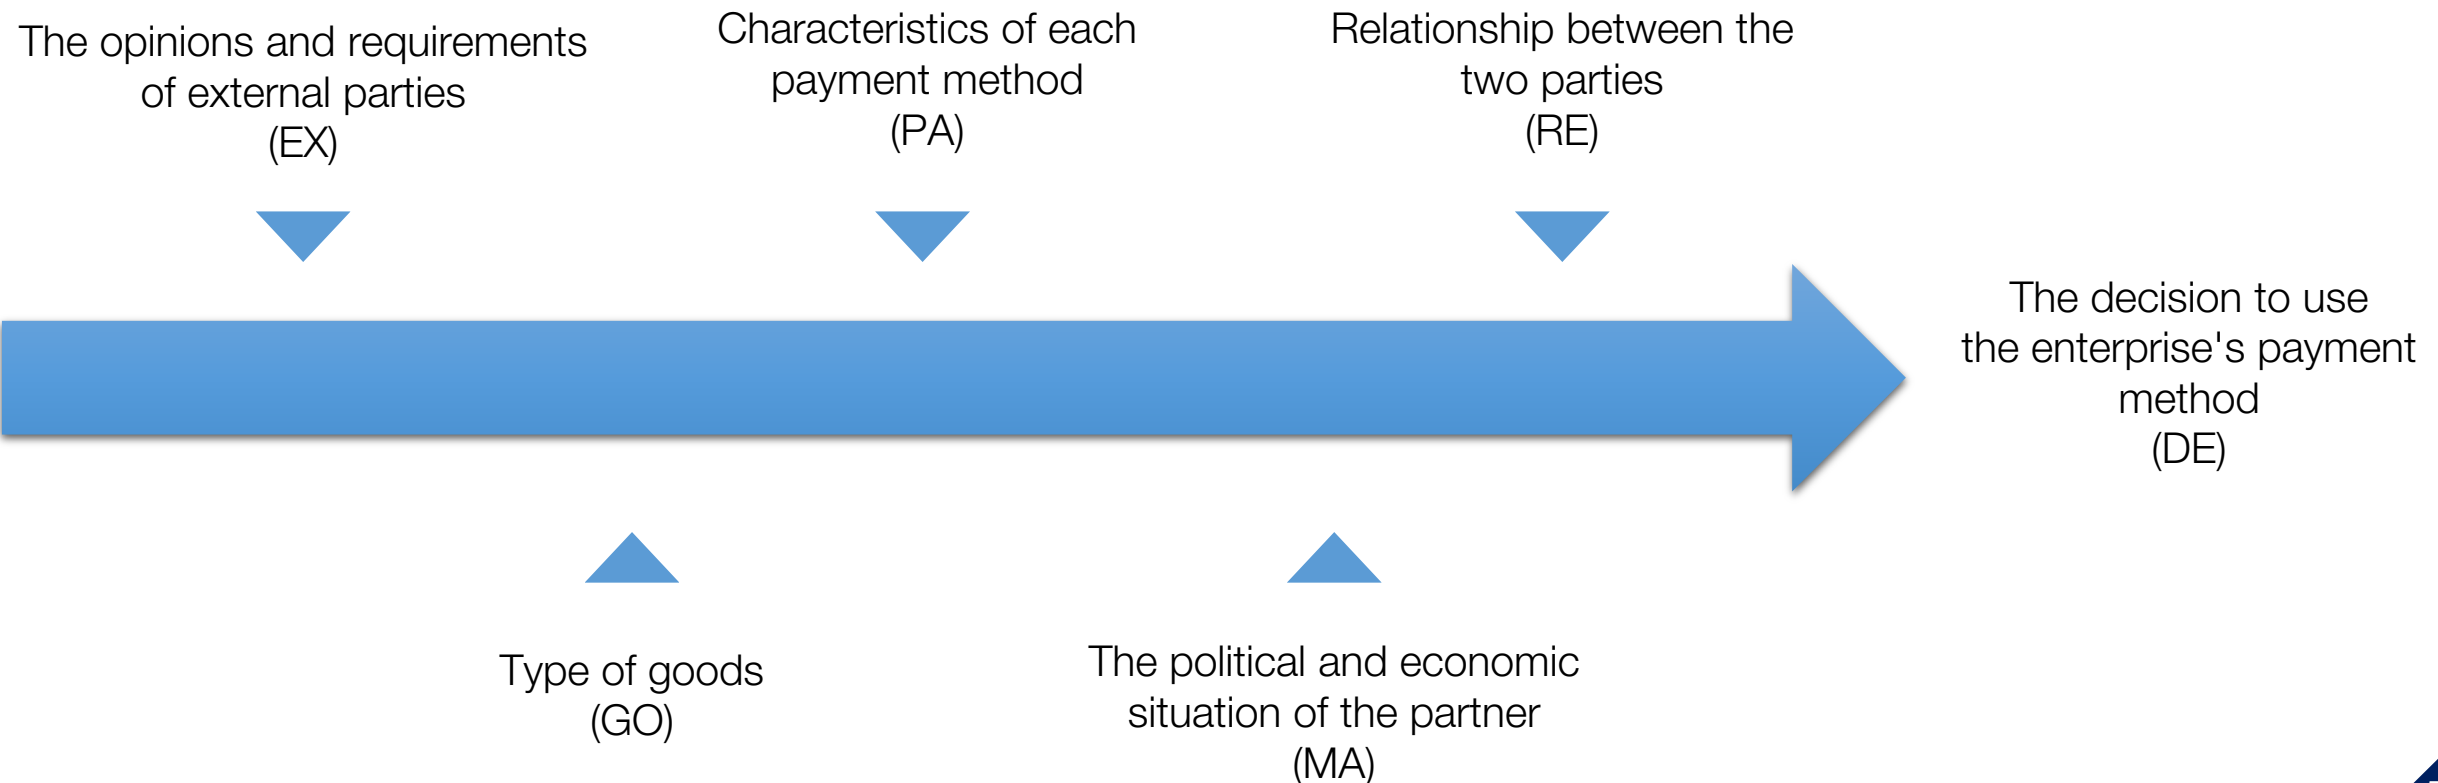 The opinions and requirements
of external parties
(EX)
Characteristics of each
payment method
(PA)
Relationship between the
two parties
(RE)
The decision to use
the enterprise's payment
method
(DE)
Type of goods
(GO)
The political and economic
situation of the partner
(MA)